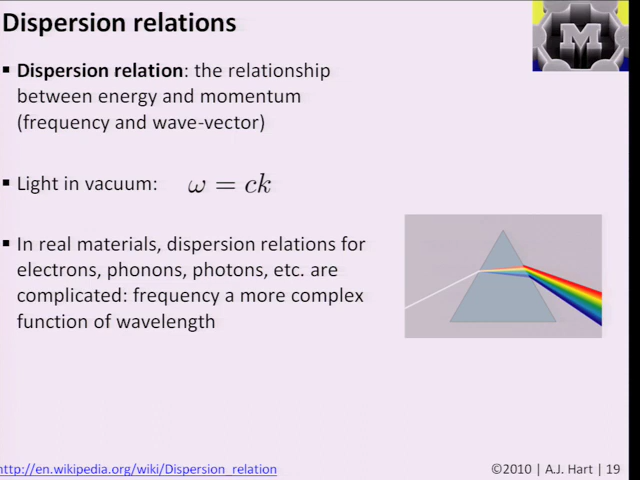 Dispersion relations
M
▪ Dispersion relation: the relationship
between energy and momentum
(frequency and wave-vector)
▪ Light in vacuum: ω = ck
▪ In real materials, dispersion relations for
electrons, phonons, photons, etc. are
complicated: frequency a more complex
function of wavelength
http://en.wikipedia.org/wiki/Dispersion_relation
©2010 | A.J. Hart | 19